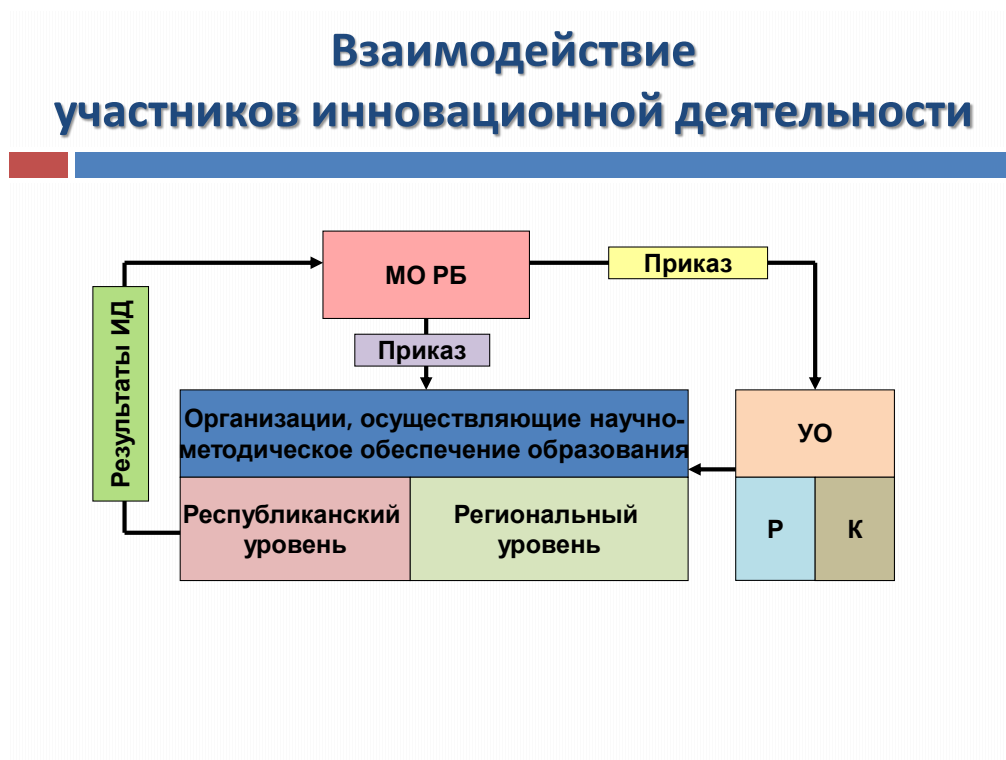 Взаимодействие
участников инновационной деятельности
МО РБ
Приказ
Приказ
Результаты ИД
Организации, осуществляющие научно-
методическое обеспечение образования
УО
Республиканский
уровень
Региональный
уровень
Р
К